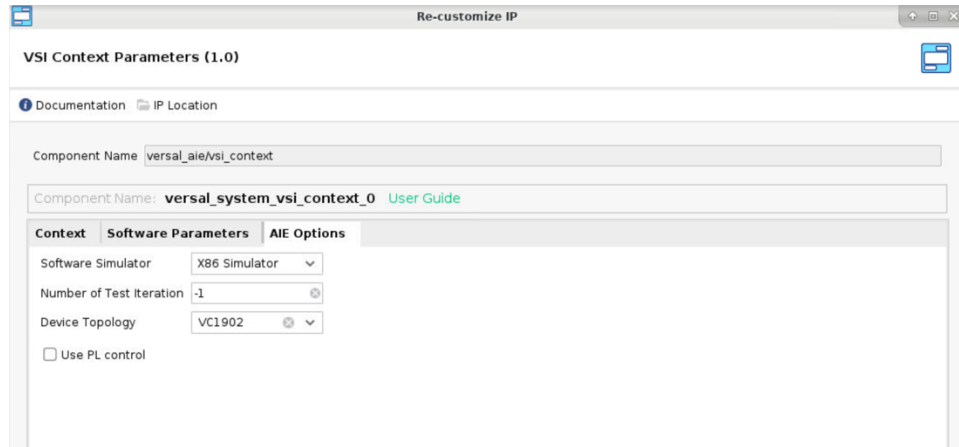 Re-customize IP
VSI Context Parameters (1.0)
Documentation IP Location
Component Name versal_aie/vsi_context
Component Name: versal_system_vsi_context_0 User Guide
Context Software Parameters AIE Options
Software Simulator X86 Simulator
Number of Test Iteration -1
Device Topology VC1902
Use PL control